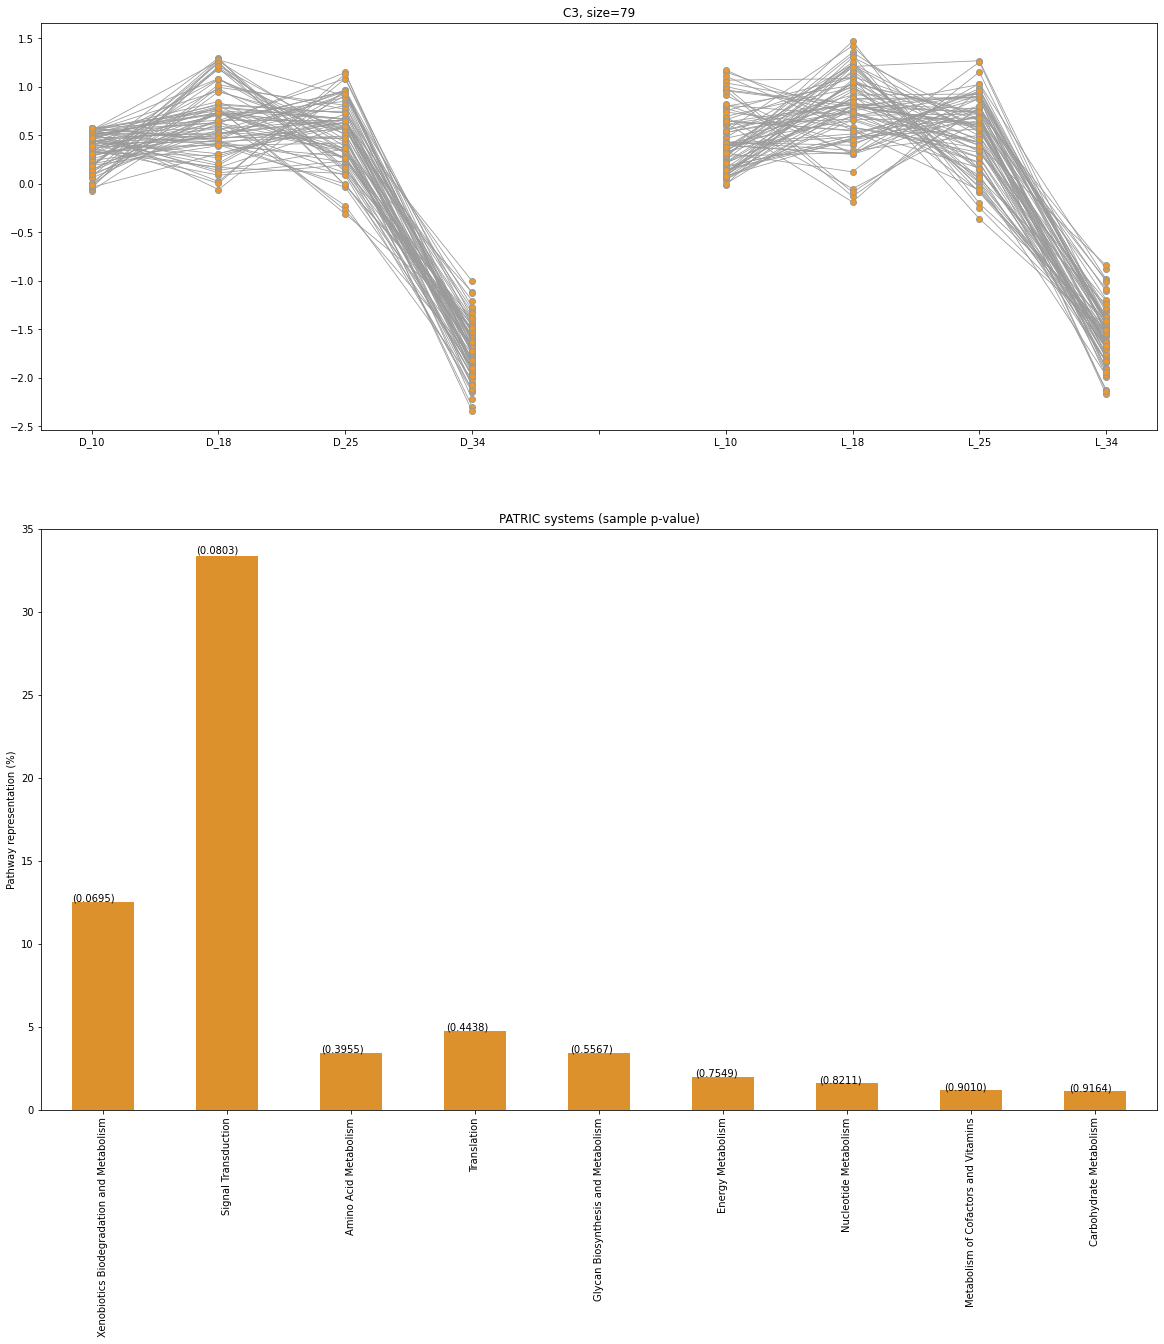 C3, size=79
1.5
1.0
0.5
0.0
−0.5
−1.0
−1.5
−2.0
−2.5
D_10 D_18 D_25 D_34 L_10 L_18 L_25 L_34
PATRIC systems (sample p-value)
Pathway representation (%)
35
30
25
20
15
10
5
0
(0.0695)
(0.0803)
(0.3955)
(0.4438)
(0.5567)
(0.7549)
(0.8211)
(0.9010)
(0.9164)
Xenobiotics Biodegradation and Metabolism
Signal Transduction
Amino Acid Metabolism
Translation
Glycan Biosynthesis and Metabolism
Energy Metabolism
Nucleotide Metabolism
Metabolism of Cofactors and Vitamins
Carbohydrate Metabolism